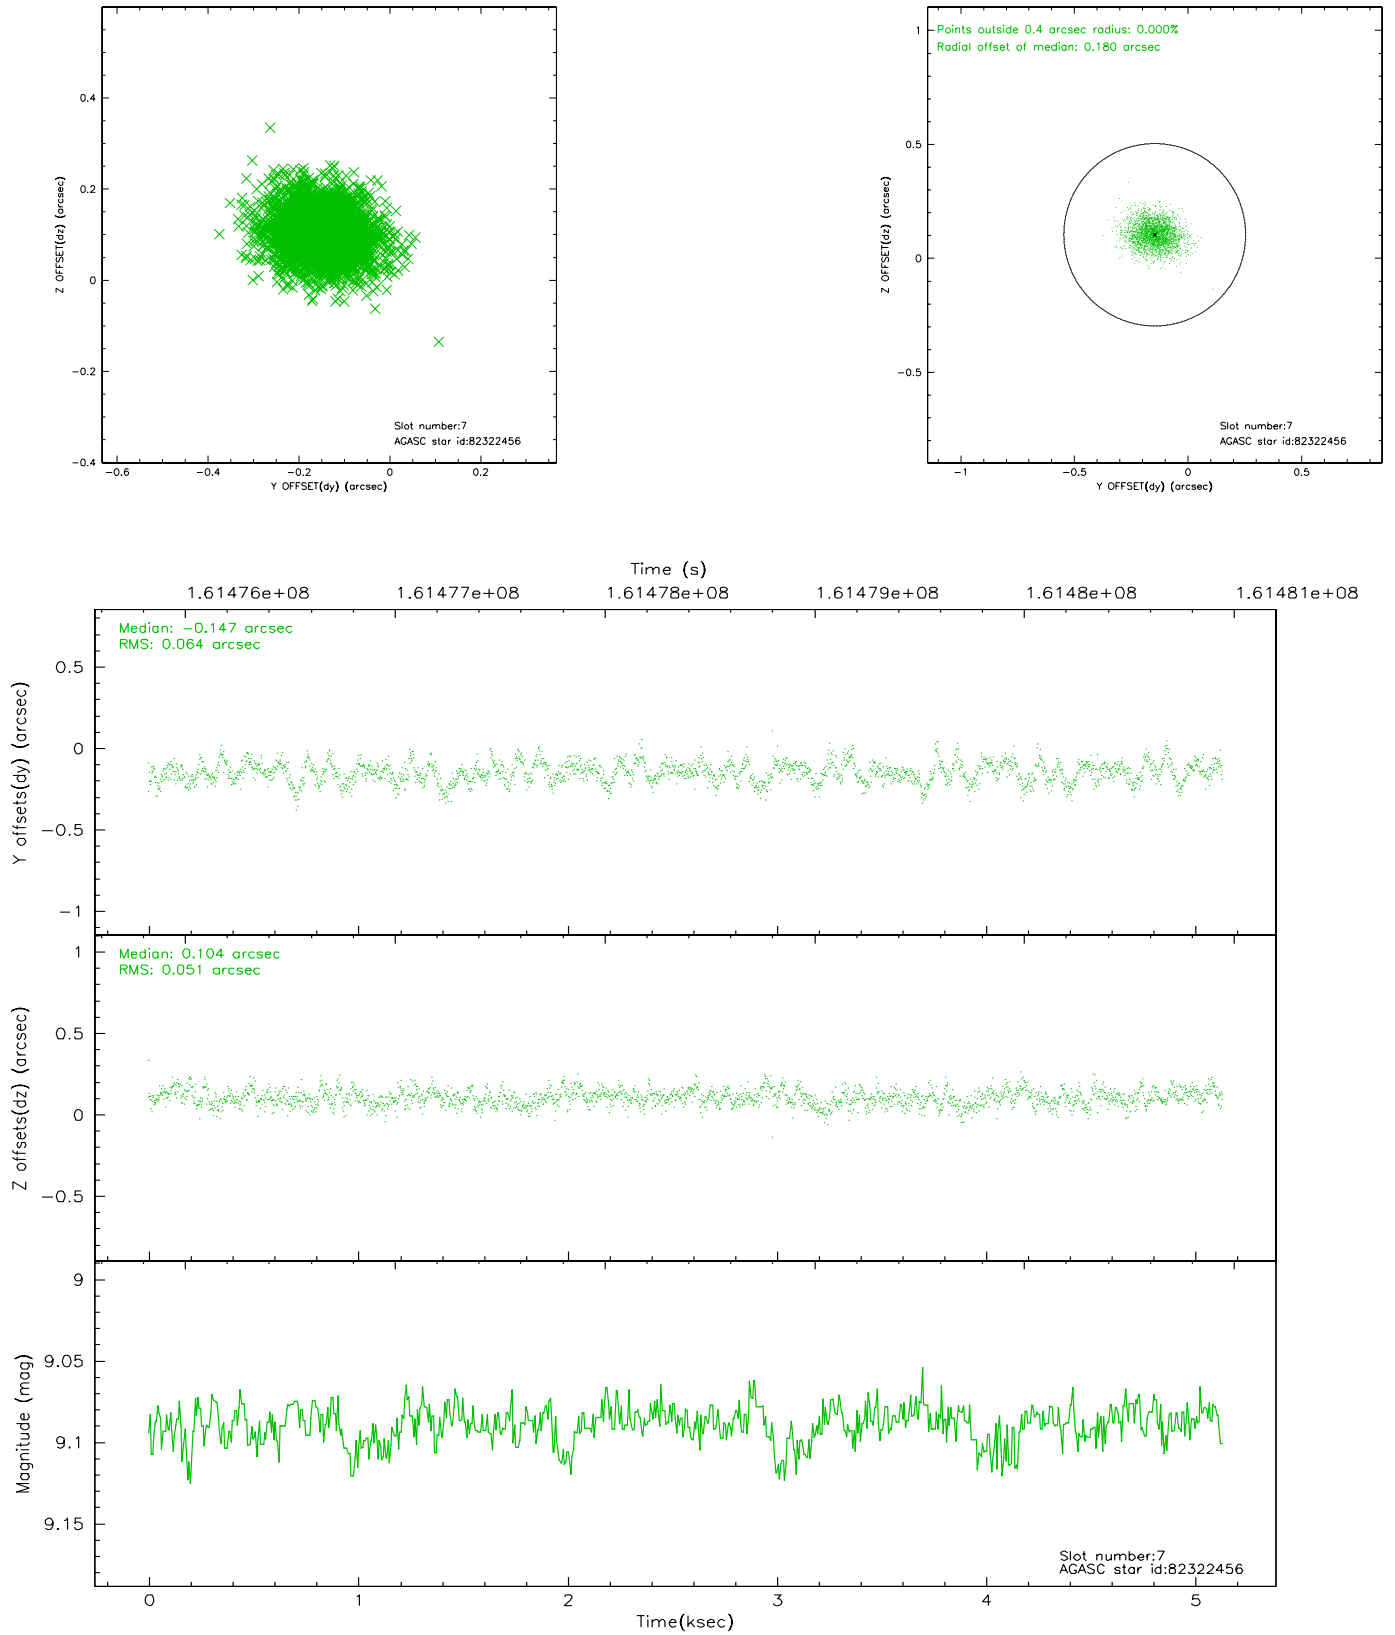 0.4
0.2
0
−0.2
−0.4
Z OFFSET(dz) (arcsec)
−0.6
−0.4
−0.2
0
0.2
Y OFFSET(dy) (arcsec)
Slot number:7
AGASC star id:82322456
Points outside 0.4 arcsec radius: 0.000%
Radial offset of median: 0.180 arcsec
1
0.5
0
−0.5
Z OFFSET(dz) (arcsec)
−1
−0.5
0
0.5
Y OFFSET(dy) (arcsec)
Slot number:7
AGASC star id:82322456
Time (s)
1.61476e+08
1.61477e+08
1.61478e+08
1.61479e+08
1.6148e+08
1.61481e+08
Median: −0.147 arcsec
RMS: 0.064 arcsec
0.5
0
−0.5
−1
Y offsets(dy) (arcsec)
Median: 0.104 arcsec
RMS: 0.051 arcsec
1
0.5
0
−0.5
Z offsets(dz) (arcsec)
9
9.05
9.1
9.15
Magnitude (mag)
Slot number:7
AGASC star id:82322456
0
1
2
3
4
5
Time(ksec)